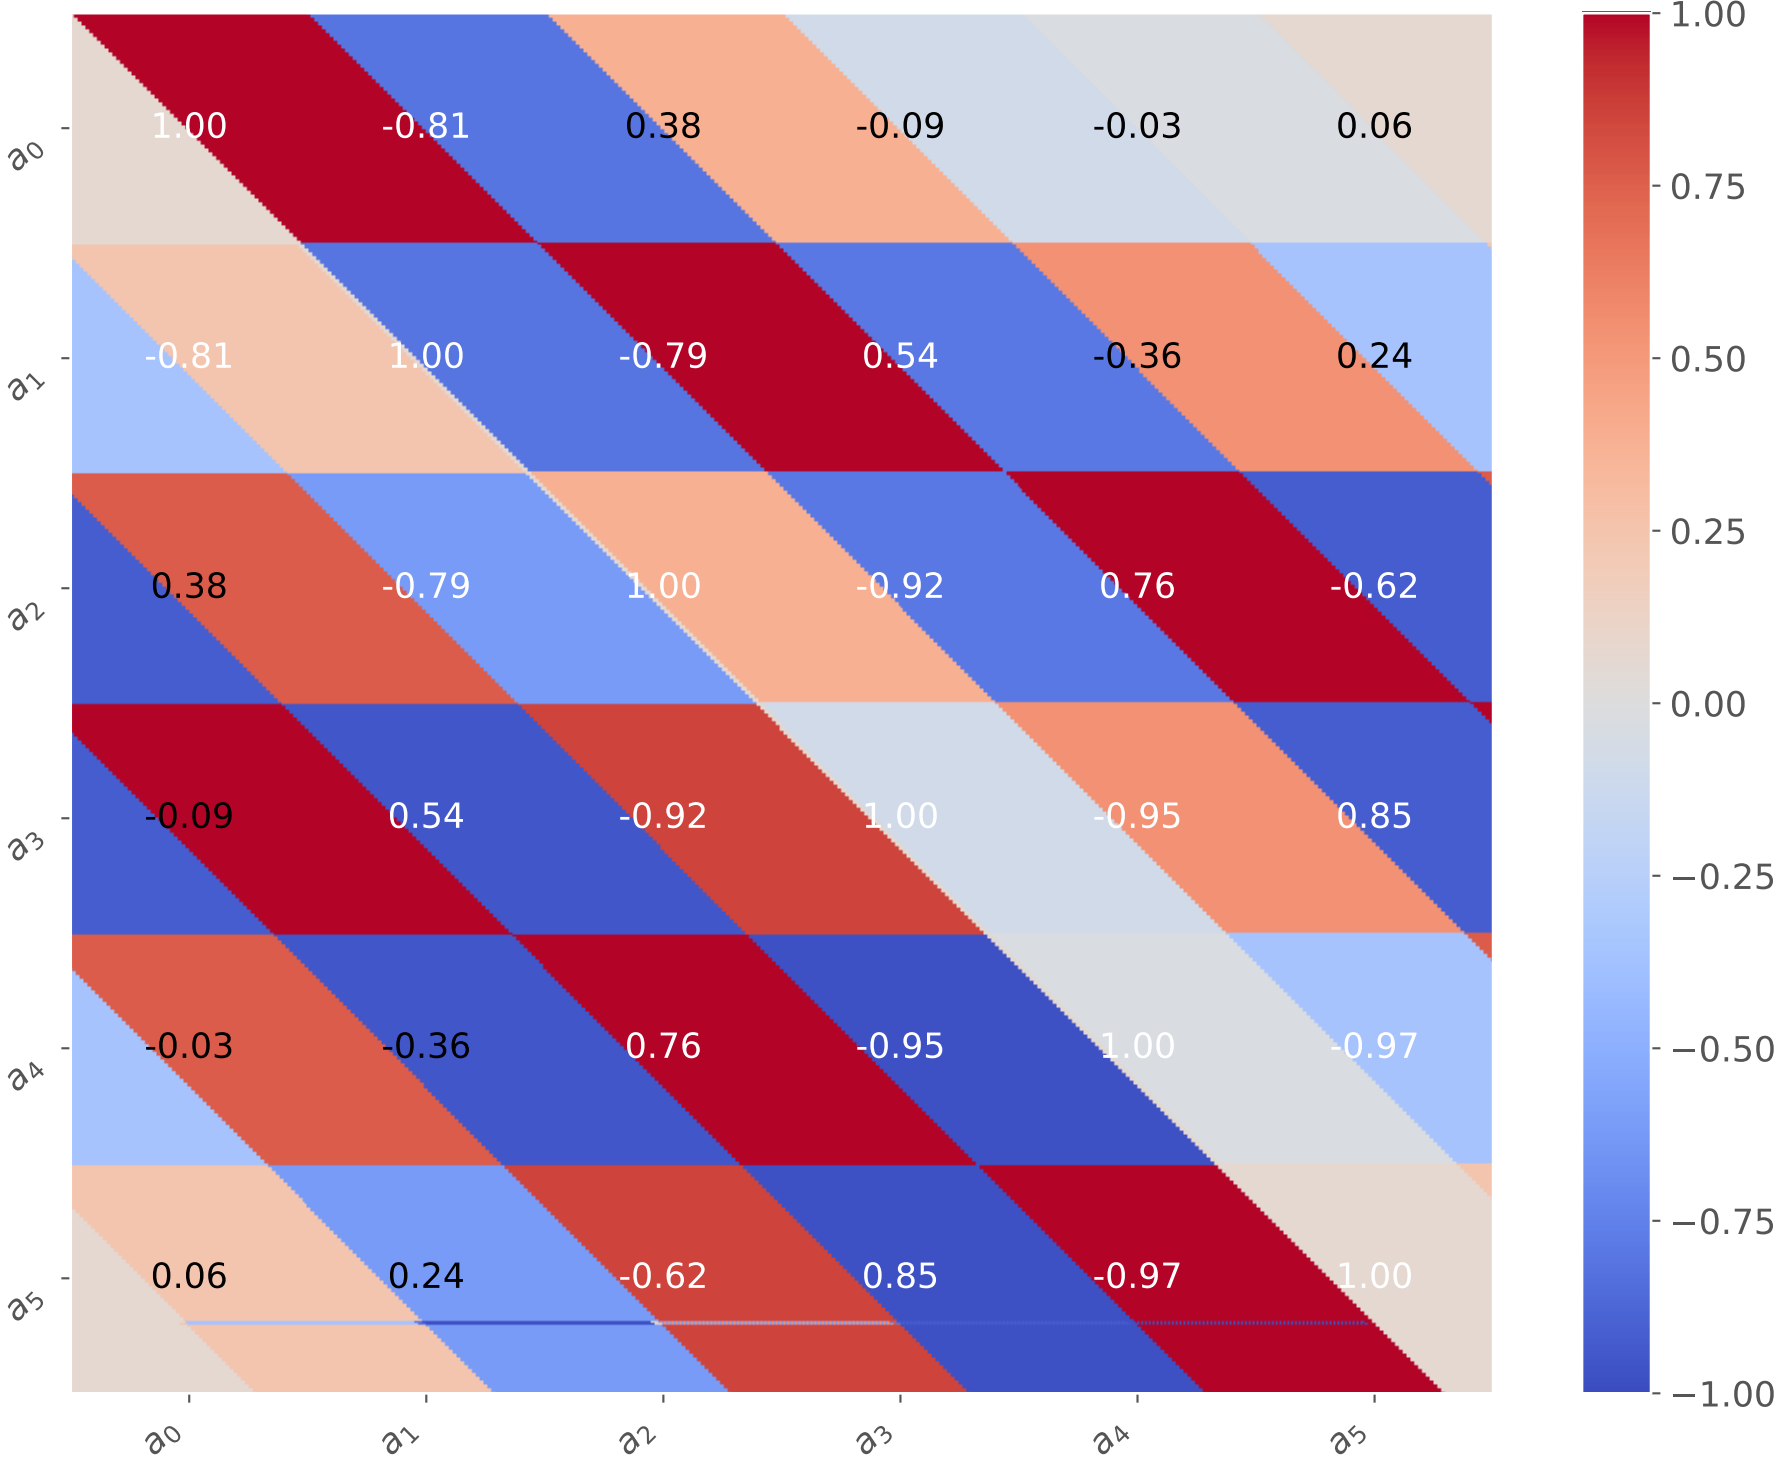 1.00
a0 1.00 -0.81 0.38 -0.09 -0.03 0.06
0.75
0.50
a1 -0.81 1.00 -0.79 0.54 -0.36 0.24
0.25
a2 0.38 -0.79 1.00 -0.92 0.76 -0.62
0.00
a3 -0.09 0.54 -0.92 1.00 -0.95 0.85
−0.25
a4 -0.03 -0.36 0.76 -0.95 1.00 -0.97
−0.50
−0.75
a5 0.06 0.24 -0.62 0.85 -0.97 1.00
−1.00
a0 a1 a2 a3 a4 a5